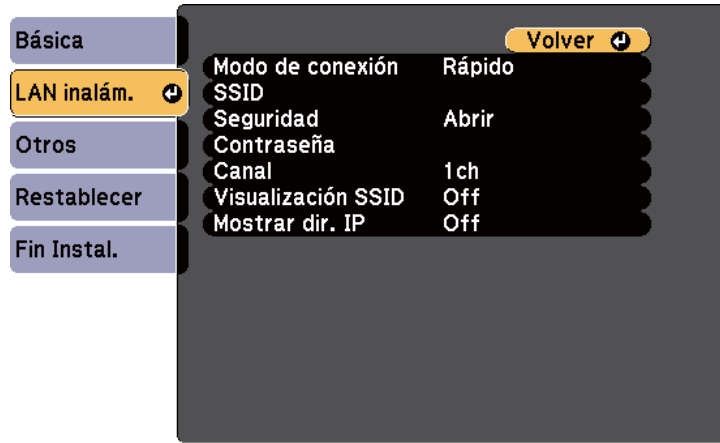 Básica
LAN inalám.
Otros
Restablecer
Fin Instal.
Volver
Modo de conexión Rápido
SSID
Seguridad Abrir
Contraseña
Canal 1ch
Visualización SSID Off
Mostrar dir. IP Off